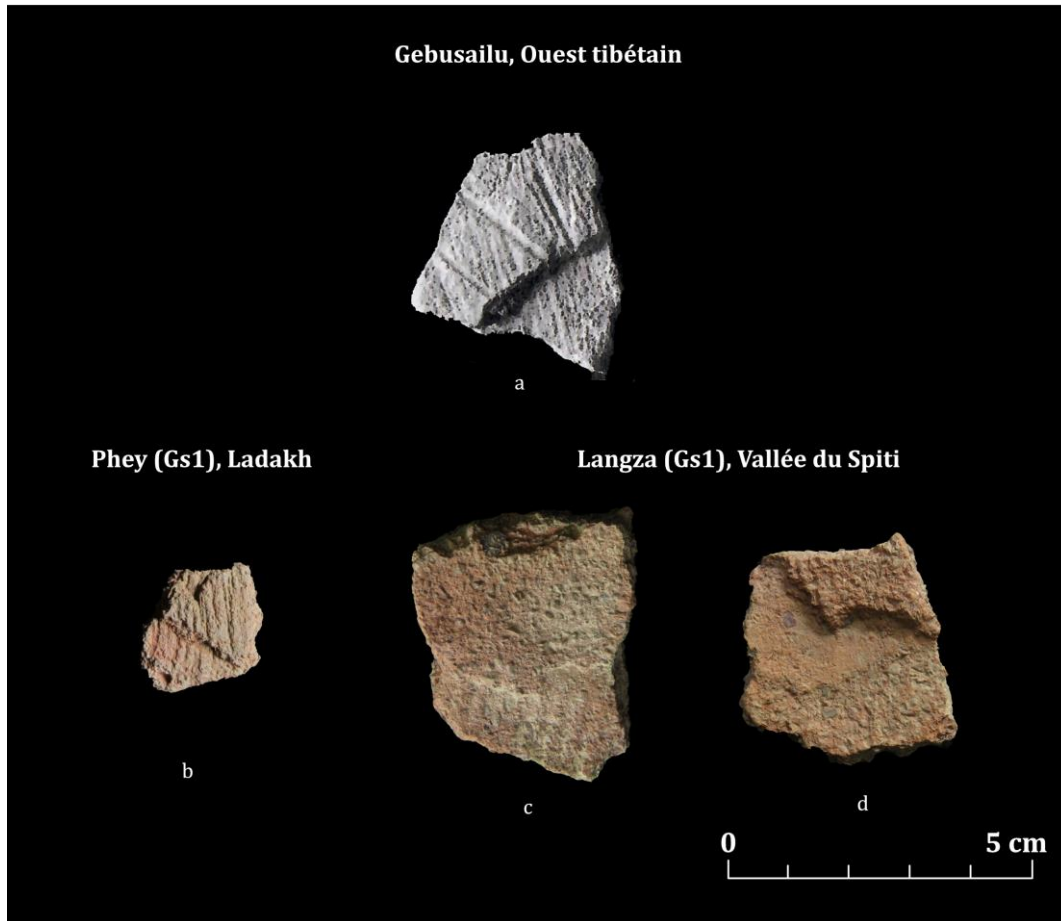 Gebusailu, Ouest tibétain
a
Phey (Gs1), Ladakh
Langza (Gs1), Vallée du Spiti
b
c
d
0 5 cm